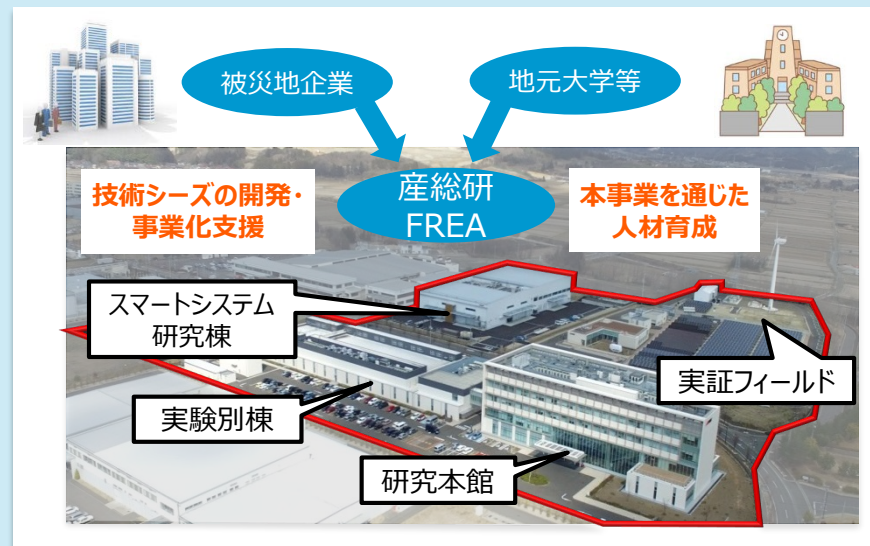 被災地企業
地元大学等
産総研
FREA
技術シーズの開発・
事業化支援
本事業を通じた
人材育成
スマートシステム
研究棟
実証フィールド
実験別棟
研究本館